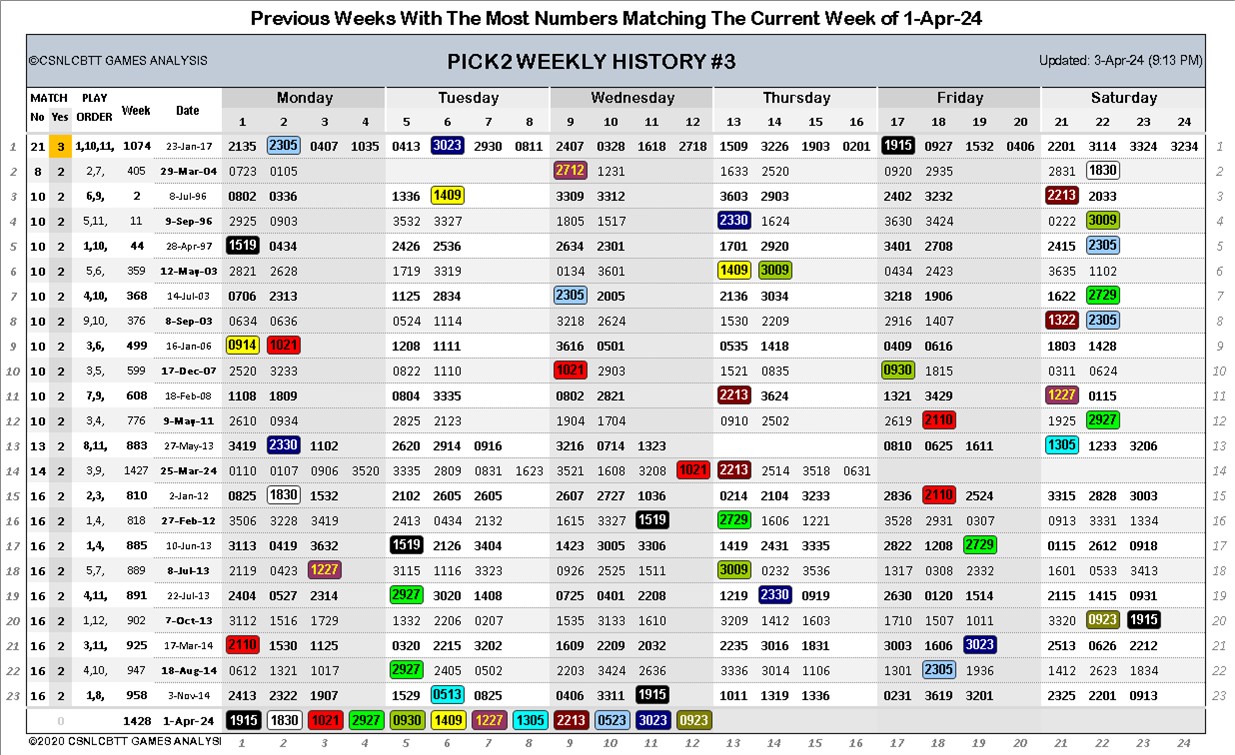 Previous Weeks With The Most Numbers Matching The Current Week of 1-Apr-24
©CSNLCBTT GAMES ANALYSIS PICK2 WEEKLY HISTORY #3 Updated: 3-Apr-24 (9:13 PM)
MATCH PLAY Week Date Monday Tuesday Wednesday Thursday Friday Saturday
No Yes ORDER 1 2 3 4 5 6 7 8 9 10 11 12 13 14 15 16 17 18 19 20 21 22 23 24
1 21 3 1,10,11, 1074 23-Jan-17 2135 2305 0407 1035 0413 3023 2930 0811 2407 0328 1618 2718 1509 3226 1903 0201 1915 0927 1532 0406 2201 3114 3324 3234 1
2 8 2 2,7, 405 29-Mar-04 0723 0105 2712 1231 1633 2520 0920 2935 2831 1830 2
3 10 2 6,9, 2 8-Jul-96 0802 0336 1336 1409 3309 3312 3603 2903 2402 3232 2213 2033 3
4 10 2 5,11, 11 9-Sep-96 2925 0903 3532 3327 1805 1517 2330 1624 3630 3424 0222 3009 4
5 10 2 1,10, 44 28-Apr-97 1519 0434 2426 2536 2634 2301 1701 2920 3401 2708 2415 2305 5
6 10 2 5,6, 359 12-May-03 2821 2628 1719 3319 0134 3601 1409 3009 0434 2423 3635 1102 6
7 10 2 4,10, 368 14-Jul-03 0706 2313 1125 2834 2305 2005 2136 3034 3218 1906 1622 2729 7
8 10 2 9,10, 376 8-Sep-03 0634 0636 0524 1114 3218 2624 1530 2209 2916 1407 1322 2305 8
9 10 2 3,6, 499 16-Jan-06 0914 1021 1208 1111 3616 0501 0535 1418 0409 0616 1803 1428 9
10 10 2 3,5, 599 17-Dec-07 2520 3233 0822 1110 1021 2903 1521 0835 0930 1815 0311 0624 10
11 10 2 7,9, 608 18-Feb-08 1108 1809 0804 3335 0802 2821 2213 3624 1321 3429 1227 0115 11
12 10 2 3,4, 776 9-May-11 2610 0934 2825 2123 1904 1704 0910 2502 2619 2110 1925 2927 12
13 13 2 8,11, 883 27-May-13 3419 2330 1102 2620 2914 0916 3216 0714 1323 0810 0625 1611 1305 1233 3206 13
14 14 2 3,9, 1427 25-Mar-24 0110 0107 0906 3520 3335 2809 0831 1623 3521 1608 3208 1021 2213 2514 3518 0631 14
15 16 2 2,3, 810 2-Jan-12 0825 1830 1532 2102 2605 2605 2607 2727 1036 0214 2104 3233 2836 2110 2524 3315 2828 3003 15
16 16 2 1,4, 818 27-Feb-12 3506 3228 3419 2413 0434 2132 1615 3327 1519 2729 1606 1221 3528 2931 0307 0913 3331 1334 16
17 16 2 1,4, 885 10-Jun-13 3113 0419 3632 1519 2126 3404 1423 3005 3306 1419 2431 3335 2822 1208 2729 0115 2612 0918 17
18 16 2 5,7, 889 8-Jul-13 2119 0423 1227 3115 1116 3323 0926 2525 1511 3009 0232 3536 1317 0308 2332 1601 0533 3413 18
19 16 2 4,11, 891 22-Jul-13 2404 0527 2314 2927 3020 1408 0725 0401 2208 1219 2330 0919 2630 0120 1514 2115 1415 0931 19
20 16 2 1,12, 902 7-Oct-13 3112 1516 1729 1332 2206 0207 1535 3133 1610 3209 1412 1603 1710 1507 1011 3320 0923 1915 20
21 16 2 3,11, 925 17-Mar-14 2110 1530 1125 0320 2215 3202 1609 2209 2032 2235 3016 1831 3003 1606 3023 2513 0626 2212 21
22 16 2 4,10, 947 18-Aug-14 0612 1321 1017 2927 2405 0502 2203 3424 2636 3336 3014 1106 1301 2305 1936 1412 2623 1834 22
23 16 2 1,8, 958 3-Nov-14 2413 2322 1907 1529 0513 0825 0406 3311 1915 1011 1319 1336 0231 3619 3201 2325 2201 0913 23
0 1428 1-Apr-24 1915 1830 1021 2927 0930 1409 1227 1305 2213 0523 3023 0923
©2020 CSNLCBTT GAMES ANALYSI 1 2 3 4 5 6 7 8 9 10 11 12 13 14 15 16 17 18 19 20 21 22 23 24